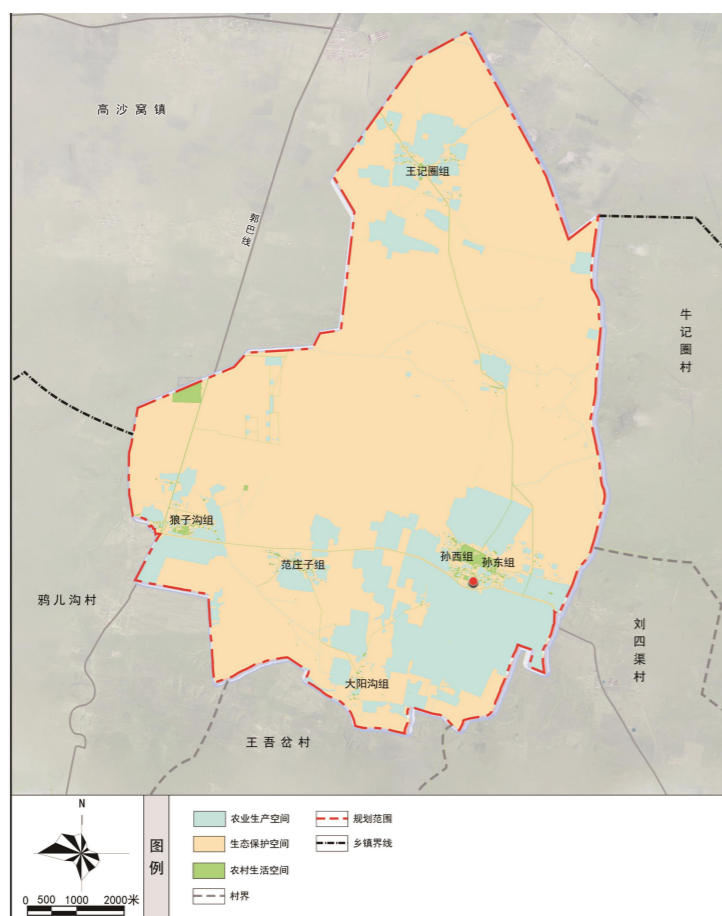 高沙窝镇
王记圈组
郭巴线
牛记圈村
狼子沟组
孙西组
孙东组
范庄子组
鸦儿沟村
刘四渠村
大阳沟组
王吾岔村
N
图例
农业生产空间
规划范围
生态保护空间
乡镇界线
农村生活空间
村界
0 500 1000 2000米